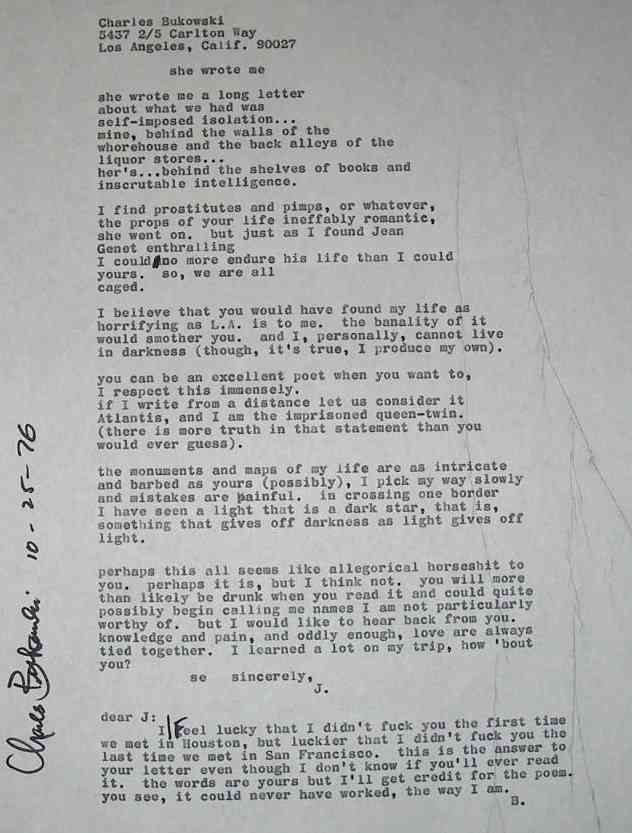 Charles Bukowski
5437 2/5 Carlton Way
Los Angeles, Calif. 90027
she wrote me
she wrote me a long letter
about what we had was
self-imposed isolation...
mine, behind the walls of the
whorehouse and the back alleys of the
liquor stores...
her's...behind the shelves of books and
inscrutable intelligence.
I find prostitutes and pimps, or whatever,
the props of your life ineffably romantic,
she went on. but just as I found Jean
Genet enthralling
I could no more endure his life than I could
yours. so, we are all
caged.
I believe that you would have found my life as
horrifying as L.A. is to me. the banality of it
would smother you. and I, personally, cannot live
in darkness (though, it's true, I produce my own).
you can be an excellent poet when you want to,
I respect this immensely.
if I write from a distance let us consider it
Atlantis, and I am the imprisoned queen-twin.
(there is more truth in that statement than you
would ever guess).
the monuments and maps of my life are as intricate
and barbed as yours (possibly), I pick my way slowly
and mistakes are painful. in crossing one border
I have seen a light that is a dark star, that is,
something that gives off darkness as light gives off
light.
perhaps this all seems like allegorical horseshit to
you. perhaps it is, but I think not. you will more
than likely be drunk when you read it and could quite
possibly begin calling me names I am not particularly
worthy of. but I would like to hear back from you.
knowledge and pain, and oddly enough, love are always
tied together. I learned a lot on my trip, how 'bout
you?
se sincerely,
J.
dear J:
I Feel lucky that I didn't fuck you the first time
we met in Houston, but luckier that I didn't fuck you the
last time we met in San Francisco. this is the answer to
your letter even though I don't know if you'll ever read
it. the words are yours but I'll get credit for the poem.
you see, it could never have worked, the way I am.
B.
Charles Bukowski 10-25-76